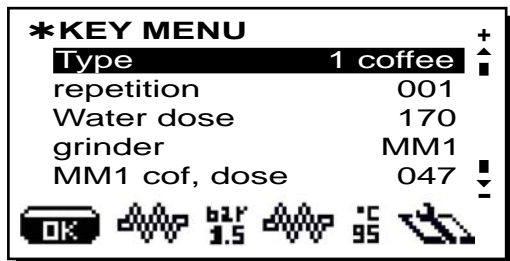 *KEY MENU +
Type 1 coffee
repetition 001
Water dose 170
grinder MM1
MM1 cof, dose 047
-
OK bar 1.5 °C 95